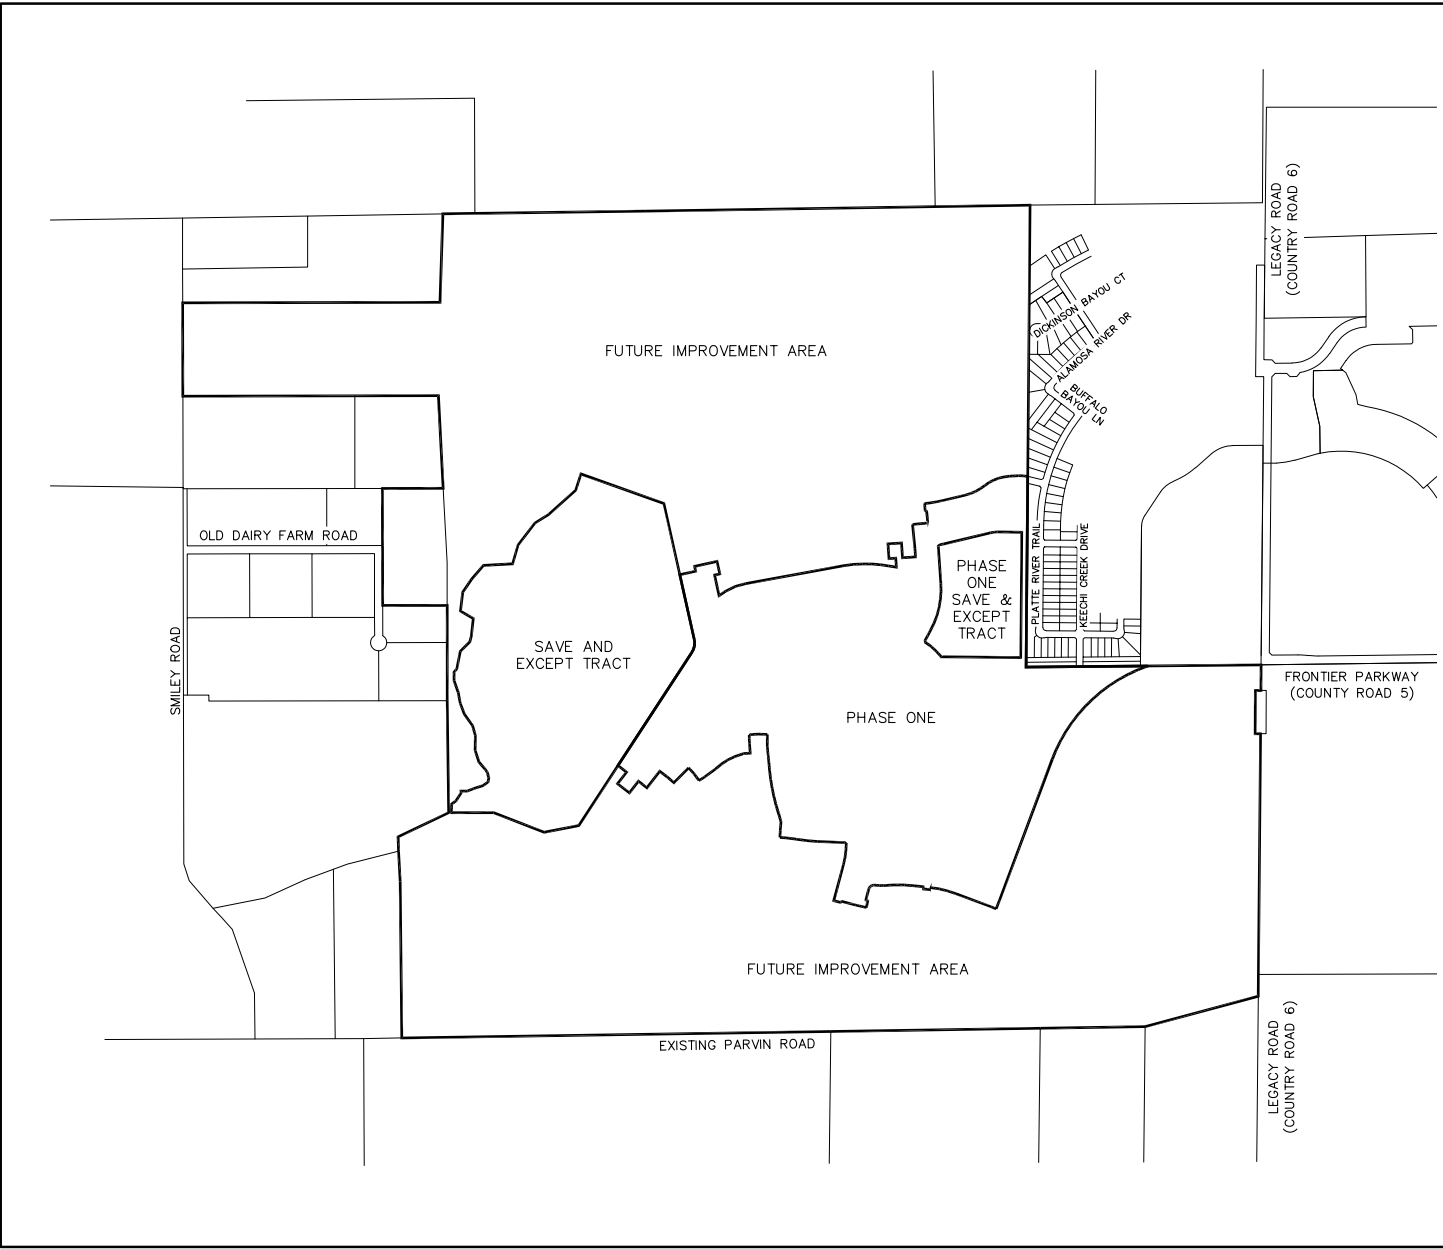 LEGACY ROAD
(COUNTRY ROAD 6)
DICKINSON BAYOU CT
ALAMOSA RIVER DR
BUFFALO
BAYOU LN
FUTURE IMPROVEMENT AREA
OLD DAIRY FARM ROAD
PLATTE RIVER TRAIL
KEECHI CREEK DRIVE
PHASE
ONE
SAVE &
EXCEPT
TRACT
SAVE AND
EXCEPT TRACT
SMILEY ROAD
FRONTIER PARKWAY
(COUNTY ROAD 5)
PHASE ONE
FUTURE IMPROVEMENT AREA
EXISTING PARVIN ROAD
LEGACY ROAD
(COUNTRY ROAD 6)